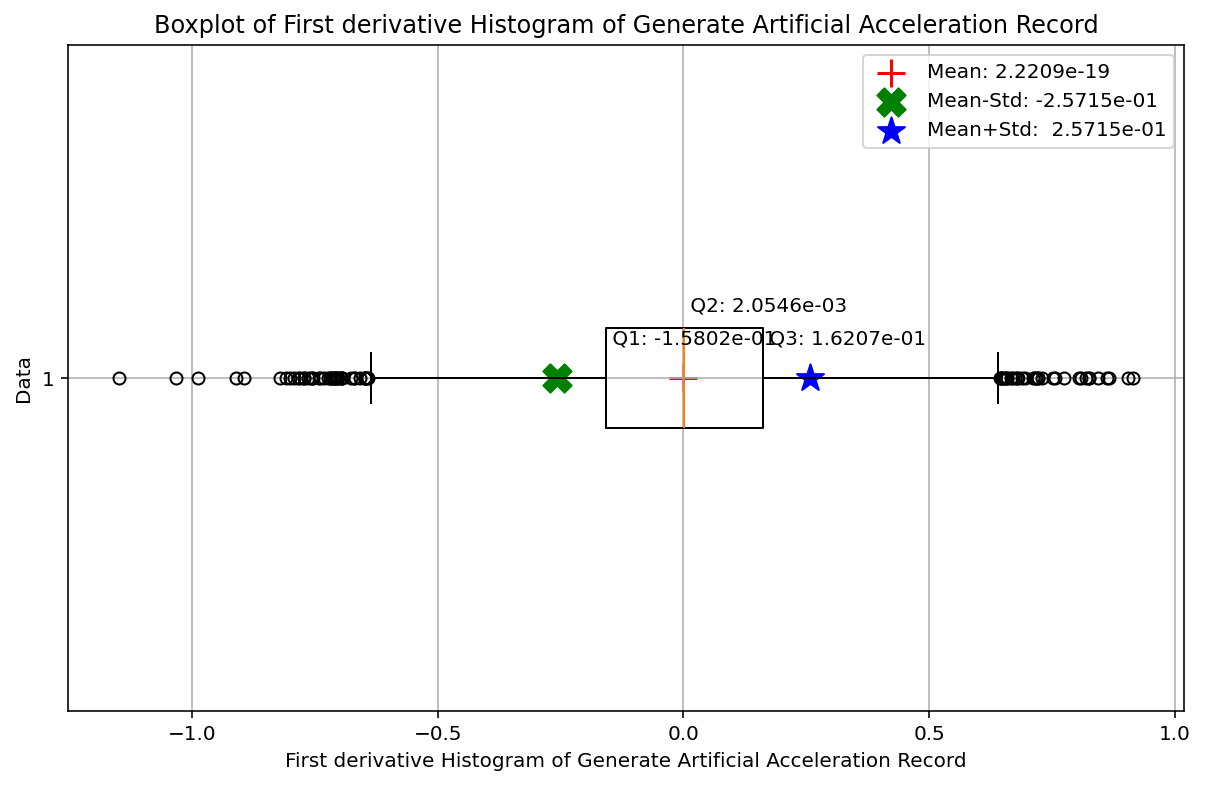 Boxplot of First derivative Histogram of Generate Artificial Acceleration Record
Mean: 2.2209e-19
Mean-Std: -2.5715e-01
Mean+Std:  2.5715e-01
Q2: 2.0546e-03
Q1: -1.5802e-01
Q3: 1.6207e-01
Data
1
−1.0
−0.5
0.0
0.5
1.0
First derivative Histogram of Generate Artificial Acceleration Record